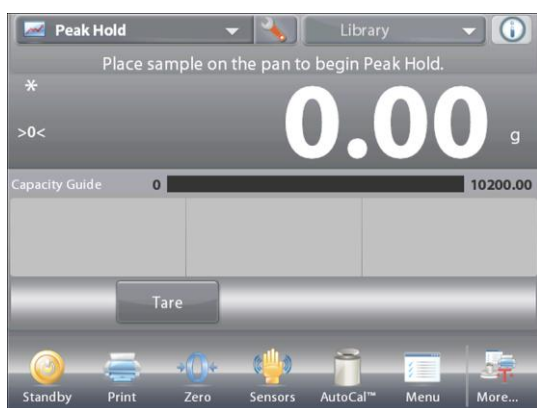 Peak Hold Library
Place sample on the pan to begin Peak Hold.
*
>0<
0.00 g
Capacity Guide 0 10200.00
Tare
Standby Print Zero Sensors AutoCal™ Menu More...